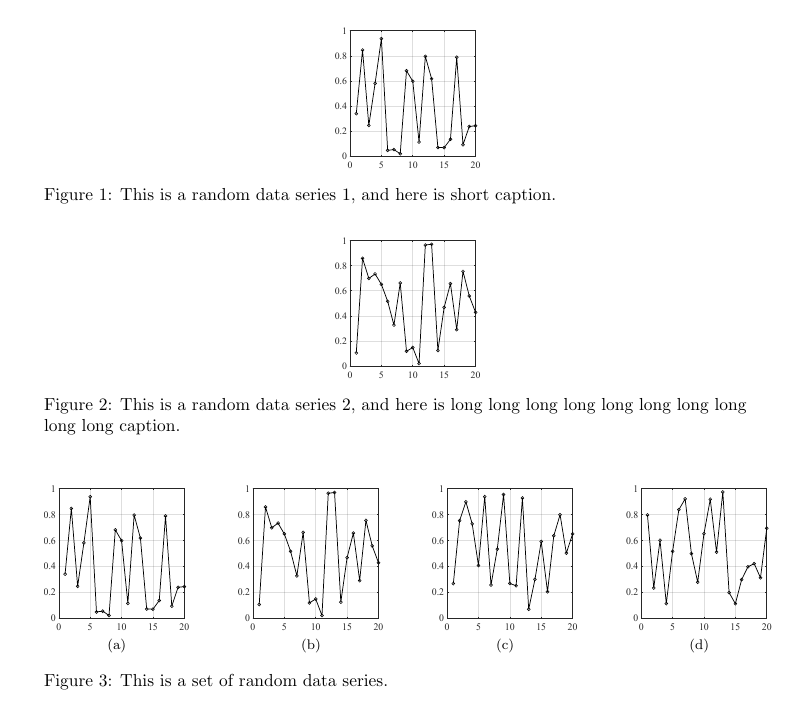 1
0.8
0.6
0.4
0.2
0
0 5 10 15 20
Figure 1: This is a random data series 1, and here is short caption.
1
0.8
0.6
0.4
0.2
0
0 5 10 15 20
Figure 2: This is a random data series 2, and here is long long long long long long long long
long long caption.
1 1 1 1
0.8 0.8 0.8 0.8
0.6 0.6 0.6 0.6
0.4 0.4 0.4 0.4
0.2 0.2 0.2 0.2
0 0 0 0
0 5 10 15 20 0 5 10 15 20 0 5 10 15 20 0 5 10 15 20
(a) (b) (c) (d)
Figure 3: This is a set of random data series.